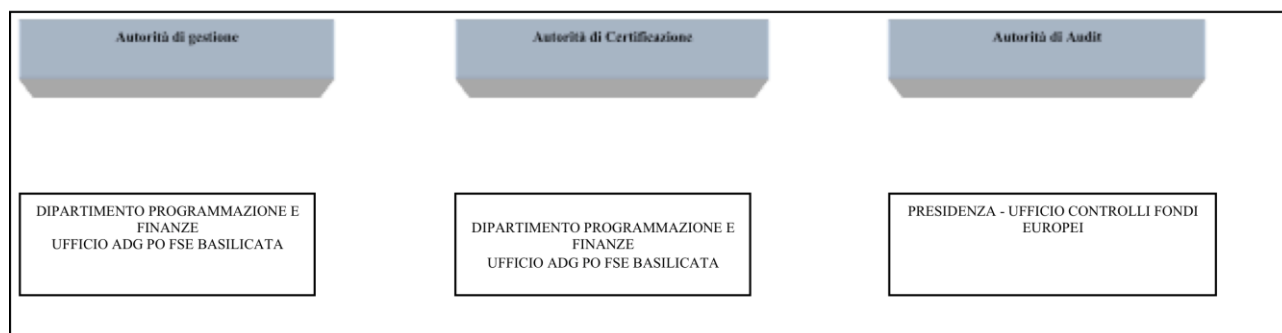 Autorità di gestione
Autorità di Certificazione
Autorità di Audit
DIPARTIMENTO PROGRAMMAZIONE E
FINANZE
UFFICIO ADG PO FSE BASILICATA
DIPARTIMENTO PROGRAMMAZIONE E
FINANZE
UFFICIO ADG PO FSE BASILICATA
PRESIDENZA - UFFICIO CONTROLLI FONDI
EUROPEI